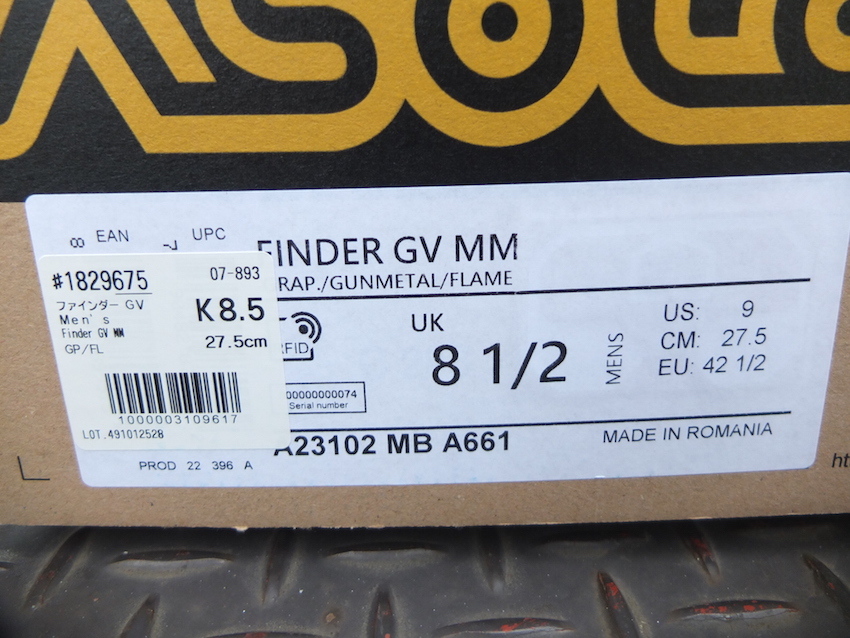 8 EAN
7 UPC
FINDER GV MM
RAP./GUNMETAL/FLAME
#1829675 07-893
ファインダー GV
Men's
Finder GV MM
GP/FL
K8.5
27.5cm
1000003109617
LOT.491012528
RFID
00000000074
Serial number
UK
8 1/2
MENS
US: 9
CM: 27.5
EU: 42 1/2
A23102 MB A661
MADE IN ROMANIA
PROD 22 396 A
ht